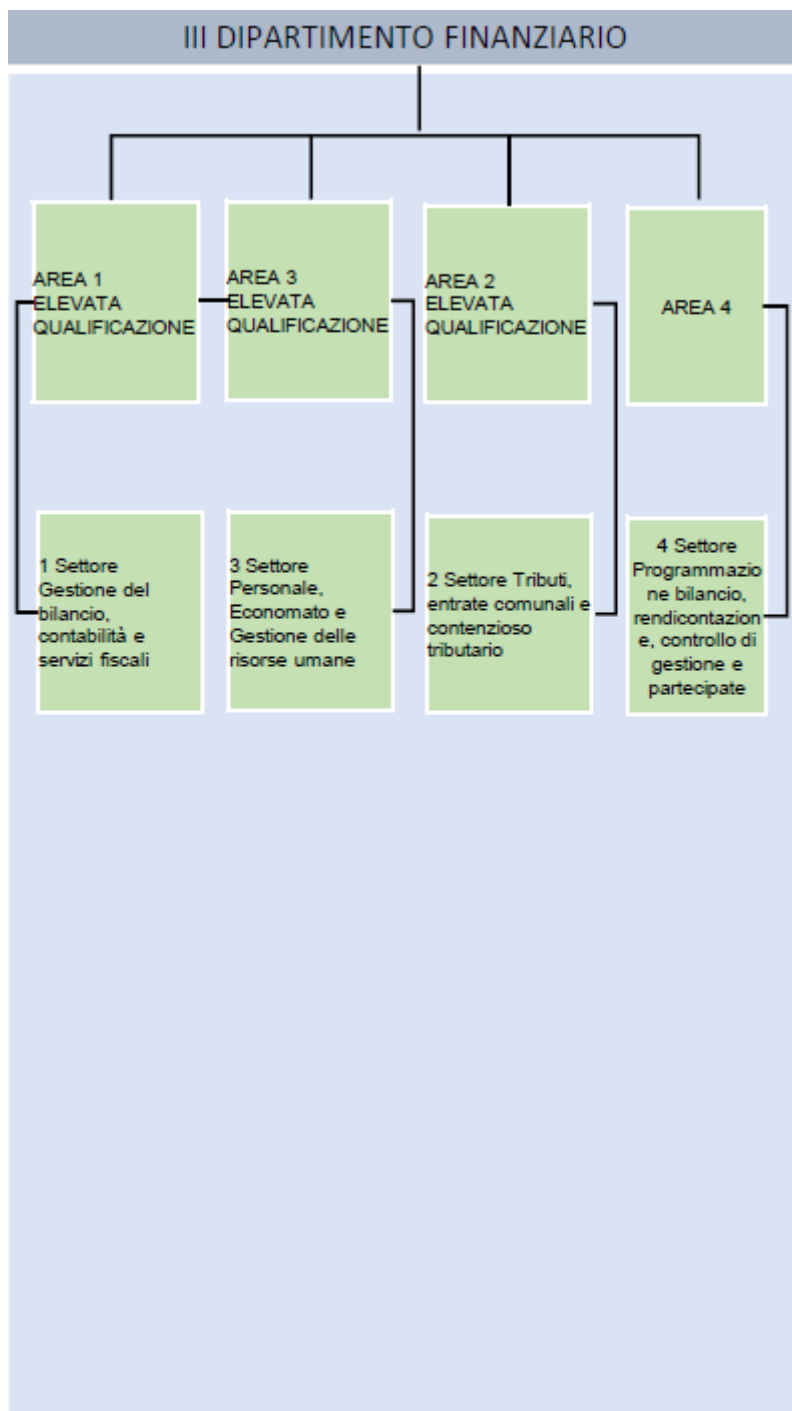 III DIPARTIMENTO FINANZIARIO
AREA 1
ELEVATA
QUALIFICAZIONE
AREA 3
ELEVATA
QUALIFICAZIONE
AREA 2
ELEVATA
QUALIFICAZIONE
AREA 4
1 Settore
Gestione del
bilancio,
contabilità e
servizi fiscali
3 Settore
Personale,
Economato e
Gestione delle
risorse umane
2 Settore Tributi,
entrate comunali e
contenzioso
tributario
4 Settore
Programmazio
ne bilancio,
rendicontazion
e, controllo di
gestione e
partecipate